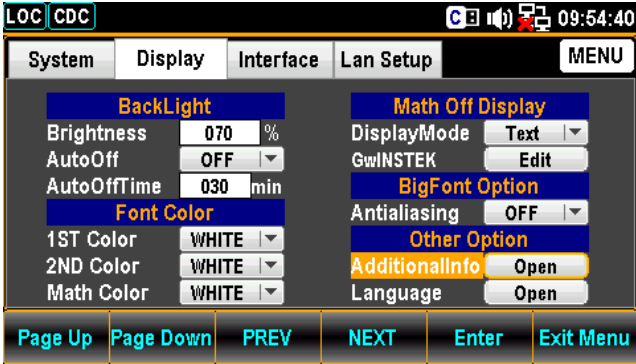 LOC CDC C 09:54:40
System Display Interface Lan Setup MENU
BackLight
Brightness 070 %
AutoOff OFF
AutoOffTime 030 min
Font Color
1ST Color WHITE
2ND Color WHITE
Math Color WHITE
Math Off Display
DisplayMode Text
GWINSTEK Edit
BigFont Option
Antialiasing OFF
Other Option
AdditionalInfo Open
Language Open
Page Up Page Down PREV NEXT Enter Exit Menu